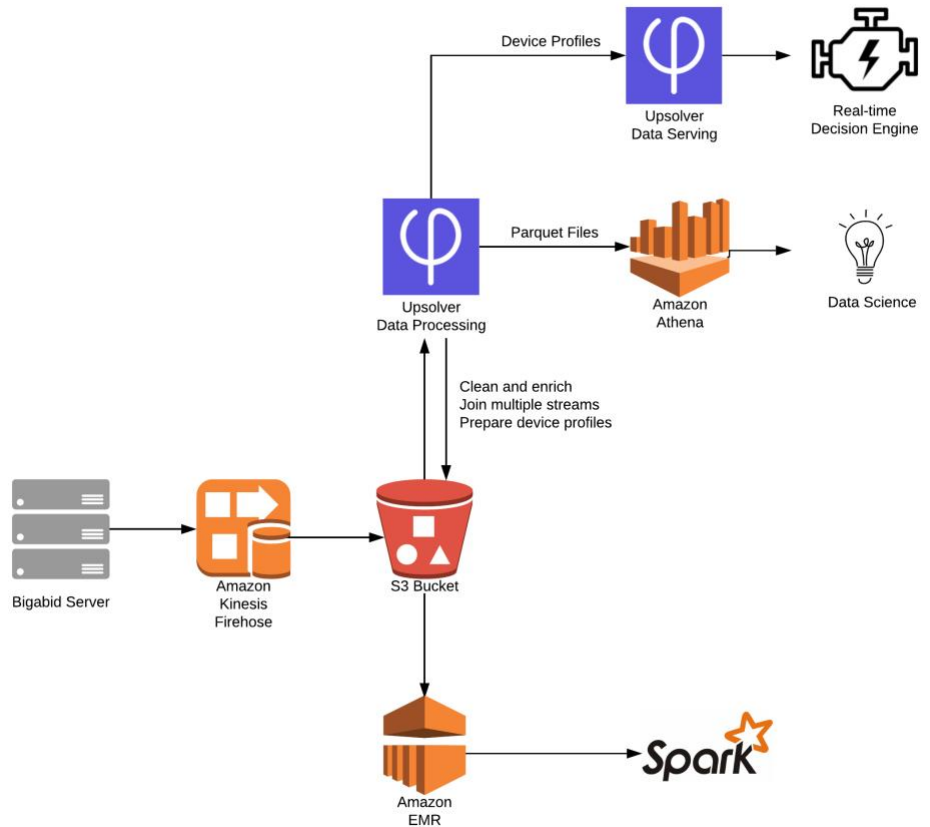 Device Profiles
Upsolver
Data Serving
Real-time
Decision Engine
Parquet Files
Upsolver
Data Processing
Amazon
Athena
Data Science
Clean and enrich
Join multiple streams
Prepare device profiles
Bigabid Server
Amazon
Kinesis
Firehose
S3 Bucket
Amazon
EMR
Spark